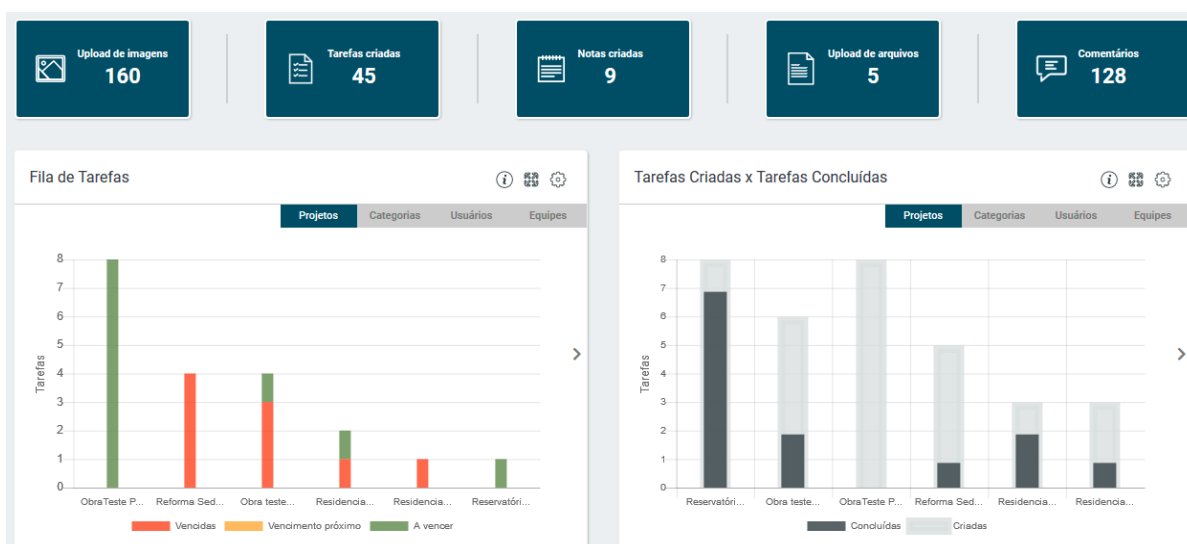 Upload de imagens
160
Tarefas criadas
45
Notas criadas
9
Upload de arquivos
5
Comentários
128
Fila de Tarefas
Projetos Categorias Usuários Equipes
8
7
6
5
4
3
2
1
0
Tarefas
ObraTeste P... Reforma Sed... Obra teste... Residencia... Residencia... Reservatóri...
Vencidas Vencimento próximo A vencer
Tarefas Criadas x Tarefas Concluídas
Projetos Categorias Usuários Equipes
8
7
6
5
4
3
2
1
0
Tarefas
Reservatóri... Obra teste... ObraTeste P... Reforma Sed... Residencia... Residencia...
Concluídas Criadas